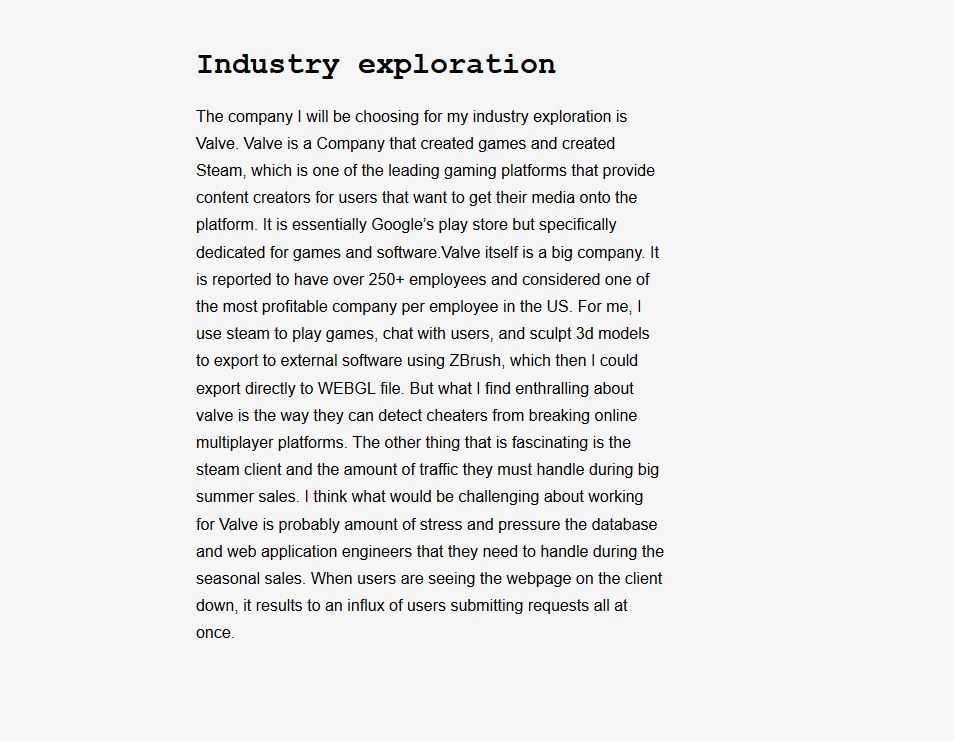 Industry exploration
The company I will be choosing for my industry exploration is
Valve. Valve is a Company that created games and created
Steam, which is one of the leading gaming platforms that provide
content creators for users that want to get their media onto the
platform. It is essentially Google’s play store but specifically
dedicated for games and software.Valve itself is a big company. It
is reported to have over 250+ employees and considered one of
the most profitable company per employee in the US. For me, I
use steam to play games, chat with users, and sculpt 3d models
to export to external software using ZBrush, which then I could
export directly to WEBGL file. But what I find enthralling about
valve is the way they can detect cheaters from breaking online
multiplayer platforms. The other thing that is fascinating is the
steam client and the amount of traffic they must handle during big
summer sales. I think what would be challenging about working
for Valve is probably amount of stress and pressure the database
and web application engineers that they need to handle during the
seasonal sales. When users are seeing the webpage on the client
down, it results to an influx of users submitting requests all at
once.